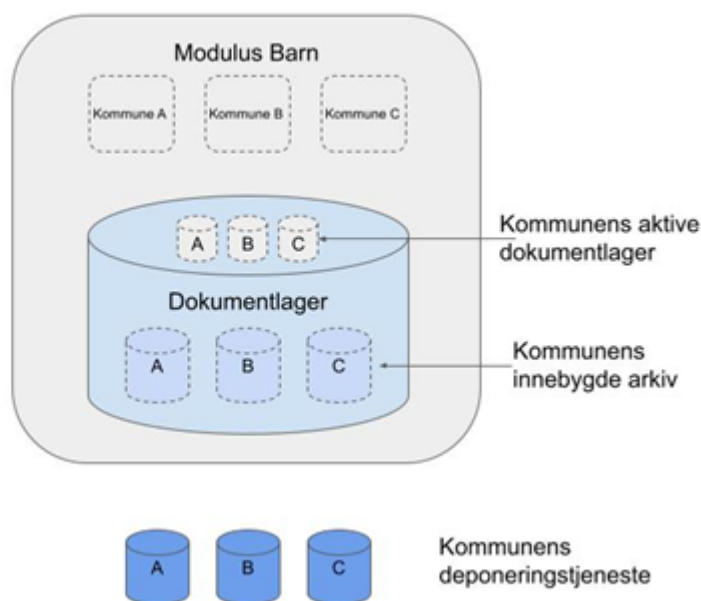 Modulus Barn
Kommune A
Kommune B
Kommune C
A
B
C
Kommunens aktive
dokumentlager
Dokumentlager
A
B
C
Kommunens
innebygde arkiv
A
B
C
Kommunens
deponeringstjeneste